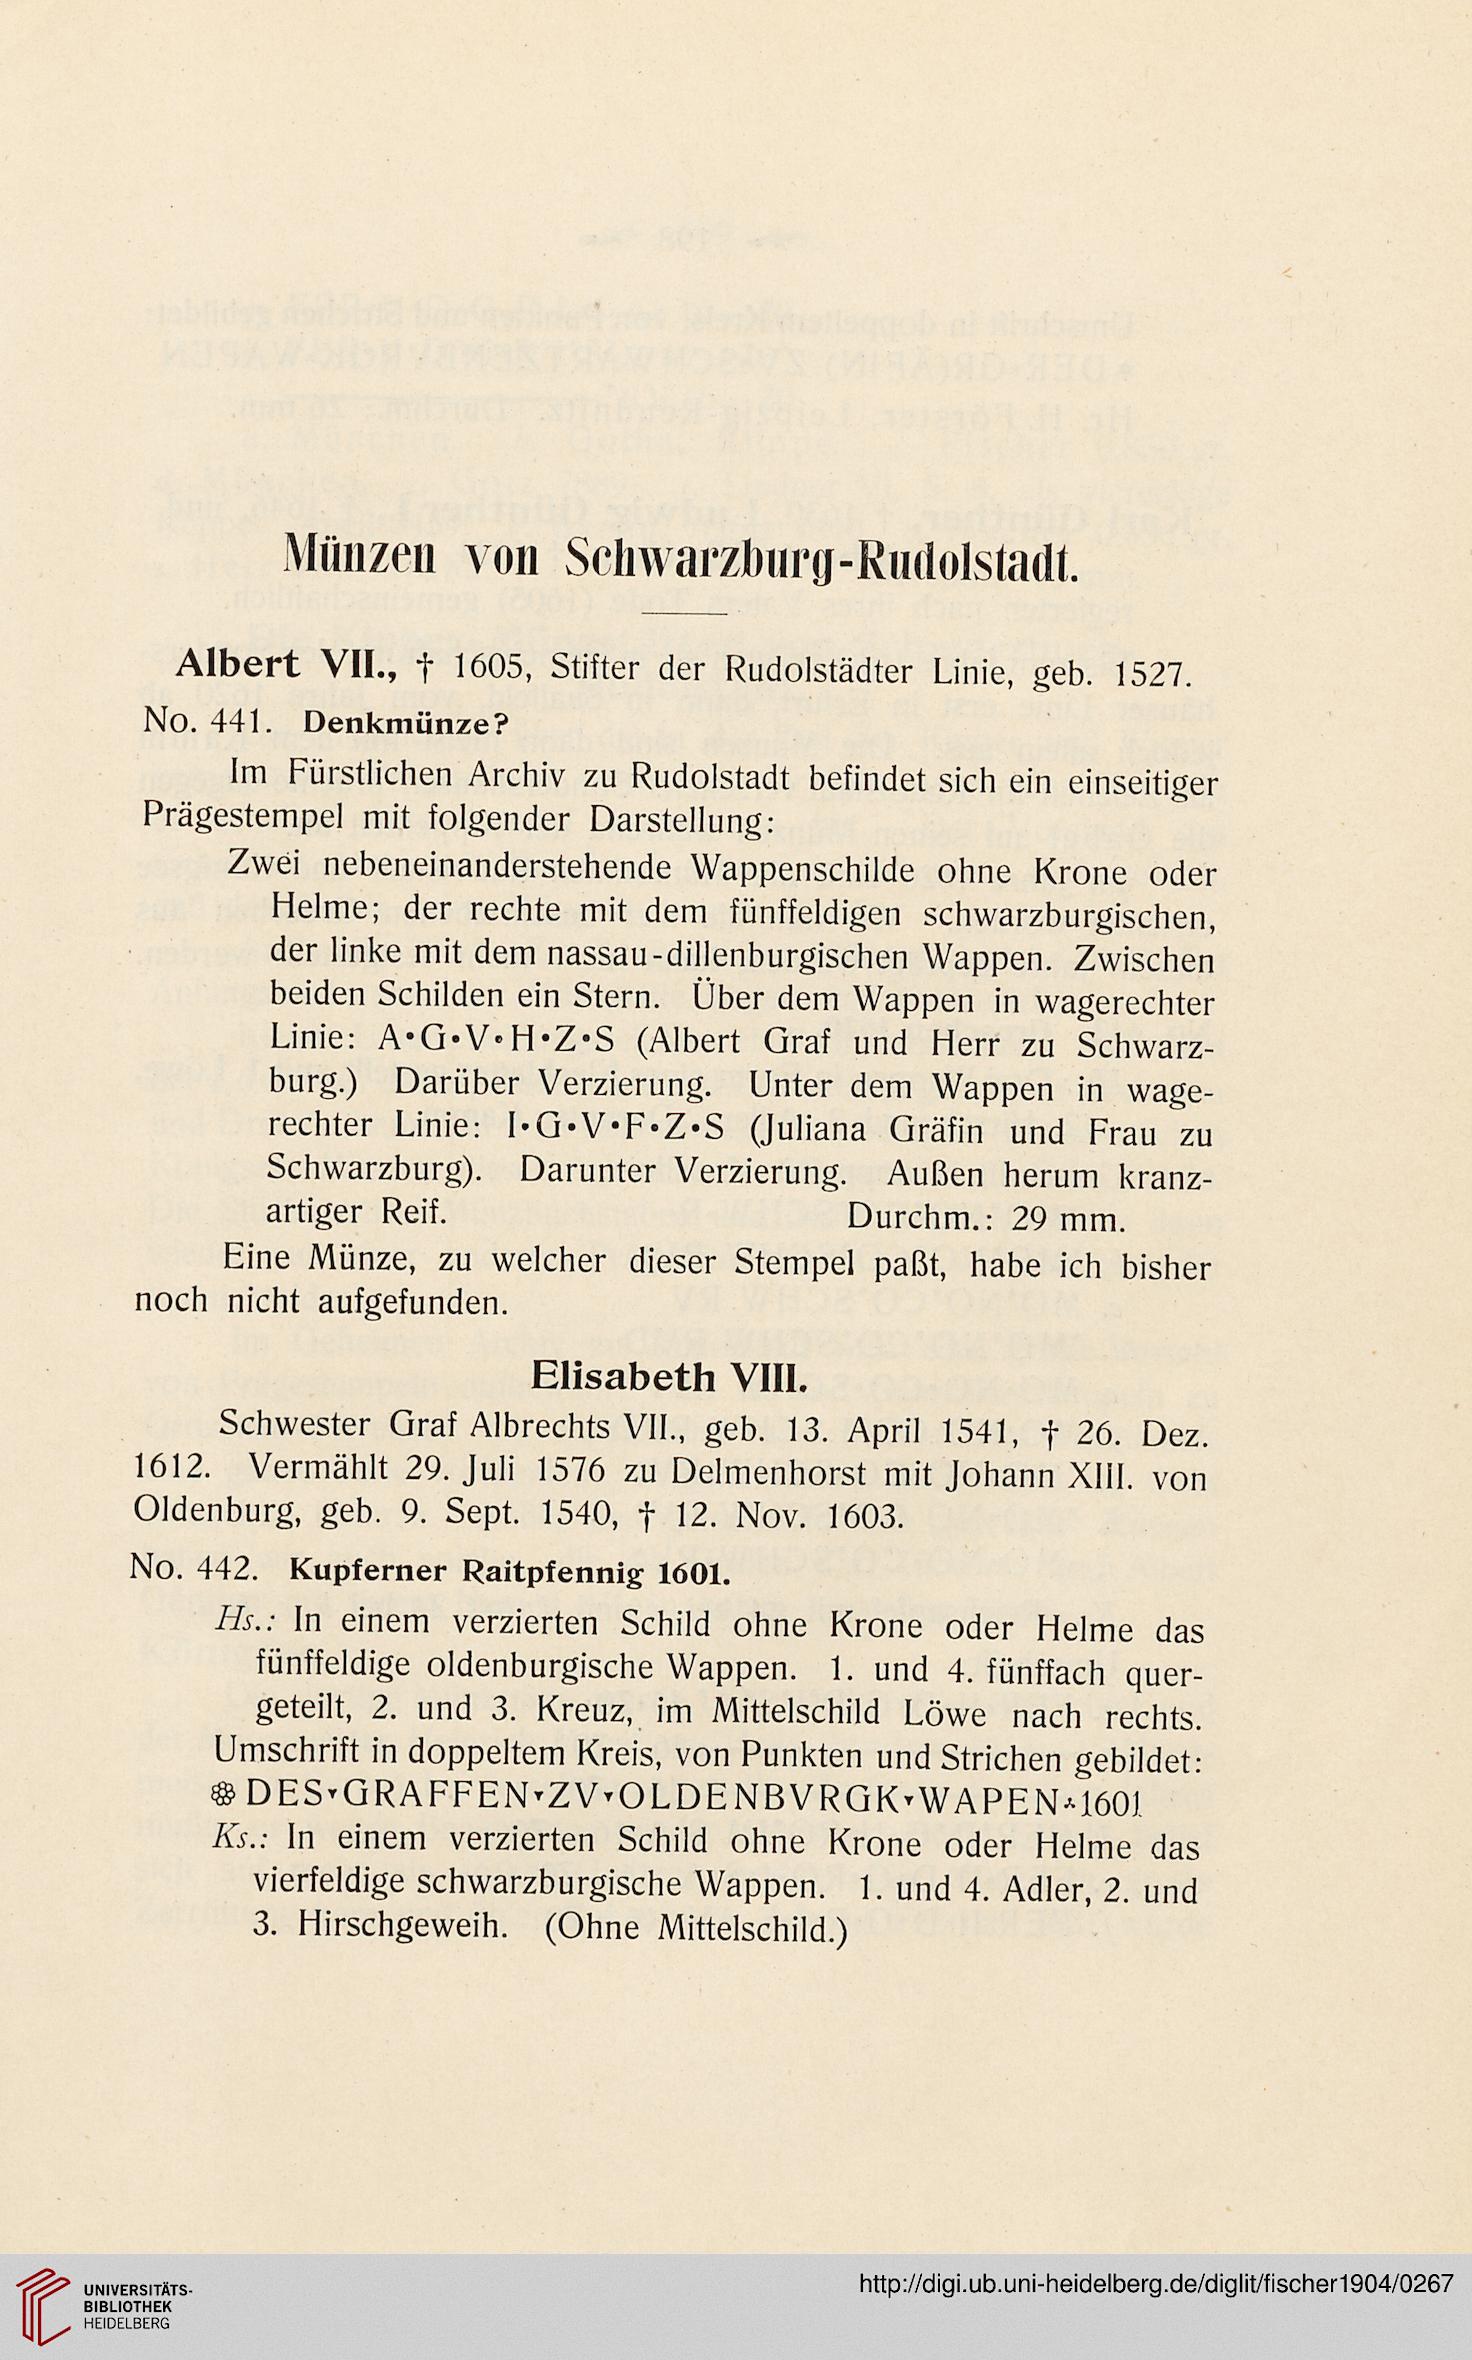 Münzen von Schwarzburg-Rudolstadt.
Albert VII., † 1605, Stifter der Rudolstädter Linie, geb. 1527.
No. 441. Denkmünze?
Im Fürstlichen Archiv zu Rudolstadt befindet sich ein einseitiger
Prägestempel mit folgender Darstellung:
Zwei nebeneinanderstehende Wappenschilde ohne Krone oder
Helme; der rechte mit dem fünffeldigen schwarzburgischen,
der linke mit dem nassau-dillenburgischen Wappen. Zwischen
beiden Schilden ein Stern. Über dem Wappen in wagerechter
Linie: A•G•V•H•Z•S (Albert Graf und Herr zu Schwarz-
burg.) Darüber Verzierung. Unter dem Wappen in wage-
rechter Linie: I•G•V•F•Z•S (Juliana Gräfin und Frau zu
Schwarzburg). Darunter Verzierung. Außen herum kranz-
artiger Reif. Durchm.: 29 mm.
Eine Münze, zu welcher dieser Stempel paßt, habe ich bisher
noch nicht aufgefunden.
Elisabeth VIII.
Schwester Graf Albrechts VII., geb. 13. April 1541, † 26. Dez.
1612. Vermählt 29. Juli 1576 zu Delmenhorst mit Johann XIII. von
Oldenburg, geb. 9. Sept. 1540, † 12. Nov. 1603.
No. 442. Kupferner Raitpfennig 1601.
Hs.: In einem verzierten Schild ohne Krone oder Helme das
fünffeldige oldenburgische Wappen. 1. und 4. fünffach quer-
geteilt, 2. und 3. Kreuz, im Mittelschild Löwe nach rechts.
Umschrift in doppeltem Kreis, von Punkten und Strichen gebildet:
❁ DES▾GRAFFEN▾ZV▾OLDENBVRGK▾WAPEN▴1601
Ks.: In einem verzierten Schild ohne Krone oder Helme das
vierfeldige schwarzburgische Wappen. 1. und 4. Adler, 2. und
3. Hirschgeweih. (Ohne Mittelschild.)
UNIVERSITÄTS-
BIBLIOTHEK
HEIDELBERG
http://digi.ub.uni-heidelberg.de/diglit/fischer1904/0267